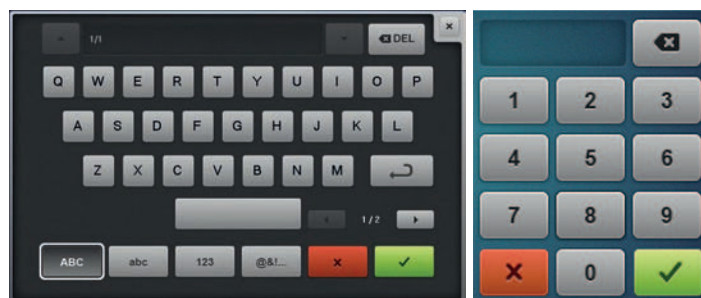 1/1 DEL ×
Q W E R T Y U I O P
A S D F G H J K L
Z X C V B N M
1/2
ABC abc 123 @&!...
1 2 3
4 5 6
7 8 9
0